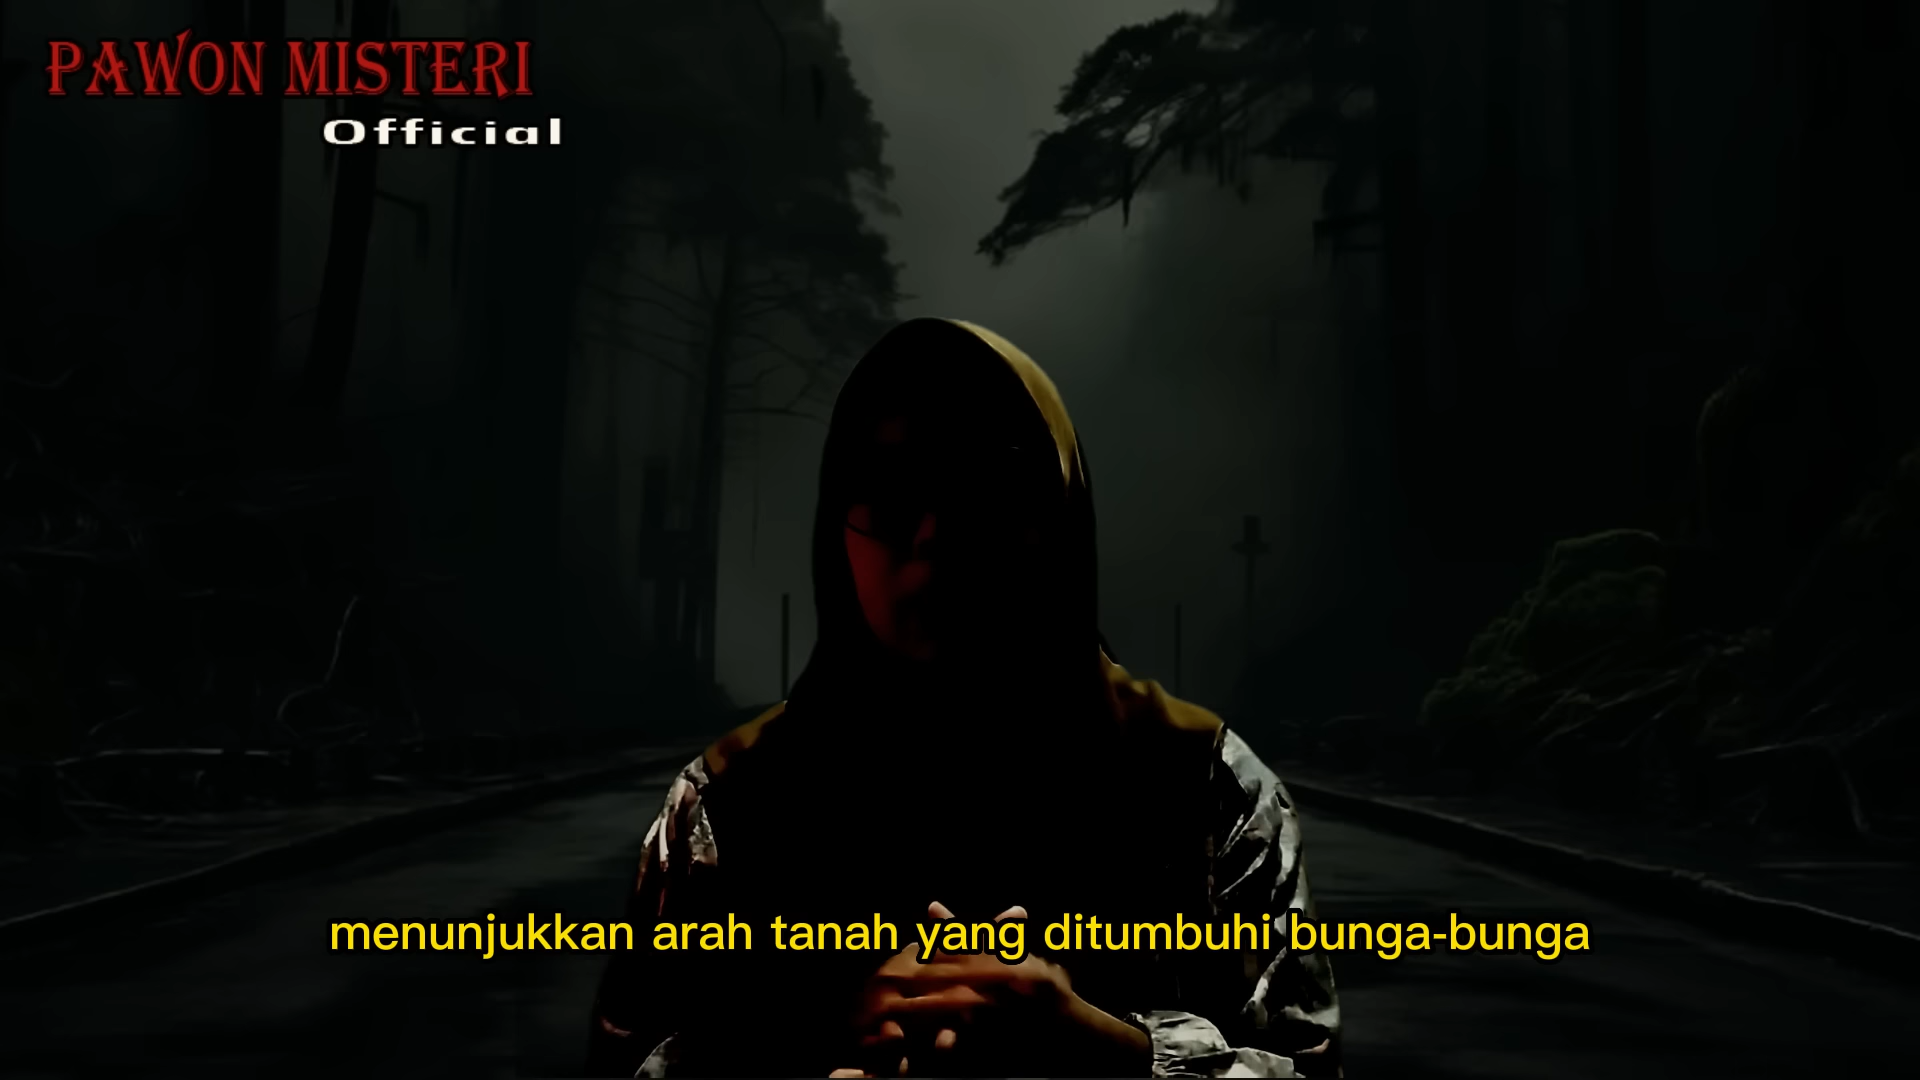 PAWON MISTERI
Official
menunjukkan arah tanah yang ditumbuhi bunga-bunga